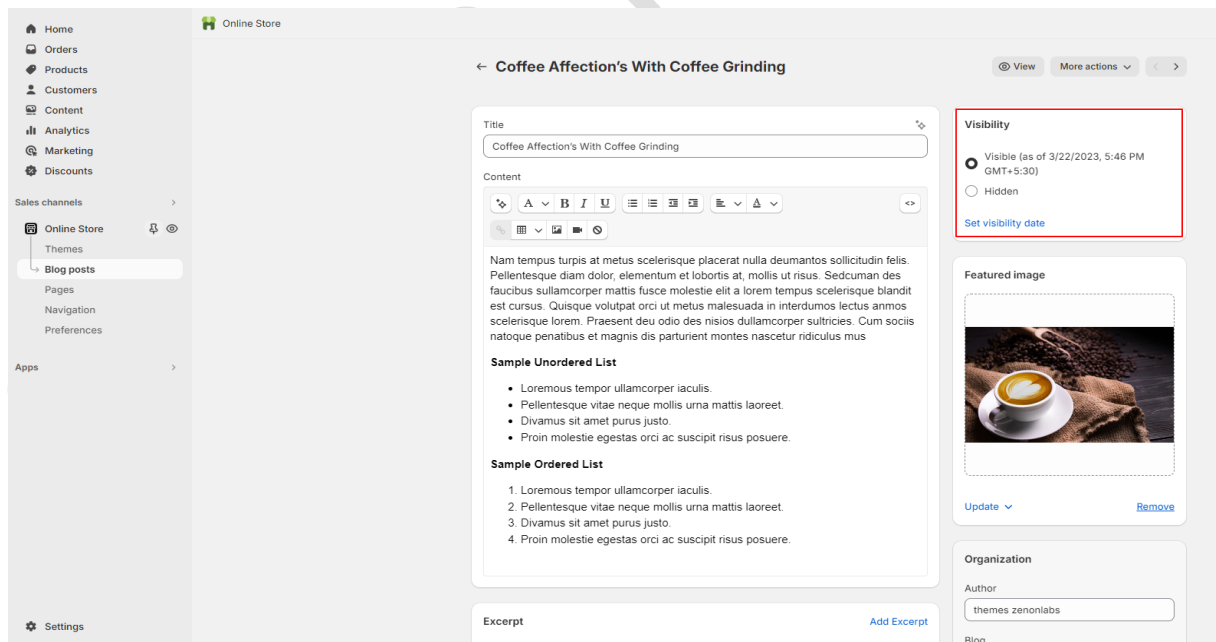 Home
Orders
Products
Customers
Content
Analytics
Marketing
Discounts
Sales channels
Online Store
Themes
Blog posts
Pages
Navigation
Preferences
Apps
Settings
Online Store
Coffee Affection's With Coffee Grinding
View
More actions
Title
Coffee Affection's With Coffee Grinding
Content
A B I U
A
Nam tempus turpis at metus scelerisque placerat nulla deumantos sollicitudin felis.
Pellentesque diam dolor, elementum et lobortis at, mollis ut risus. Sedcuman des
faucibus sullamcorper mattis fusce molestie elit a lorem tempus scelerisque blandit
est cursus. Quisque volutpat orci ut metus malesuada in interdumos lectus anmos
scelerisque lorem. Praesent deu odio des nisios dullamcorper sultricies. Cum sociis
natoque penatibus et magnis dis parturient montes nascetur ridiculus mus
Sample Unordered List
• Loremous tempor ullamcorper iaculis.
• Pellentesque vitae neque mollis urna mattis laoreet.
• Divamus sit amet purus justo.
• Proin molestie egestas orci ac suscipit risus posuere.
Sample Ordered List
1. Loremous tempor ullamcorper iaculis.
2. Pellentesque vitae neque mollis urna mattis laoreet.
3. Divamus sit amet purus justo.
4. Proin molestie egestas orci ac suscipit risus posuere.
Excerpt
Add Excerpt
Visibility
Visible (as of 3/22/2023, 5:46 PM
GMT+5:30)
Hidden
Set visibility date
Featured image
Update
Remove
Organization
Author
themes zenonlabs
Blog